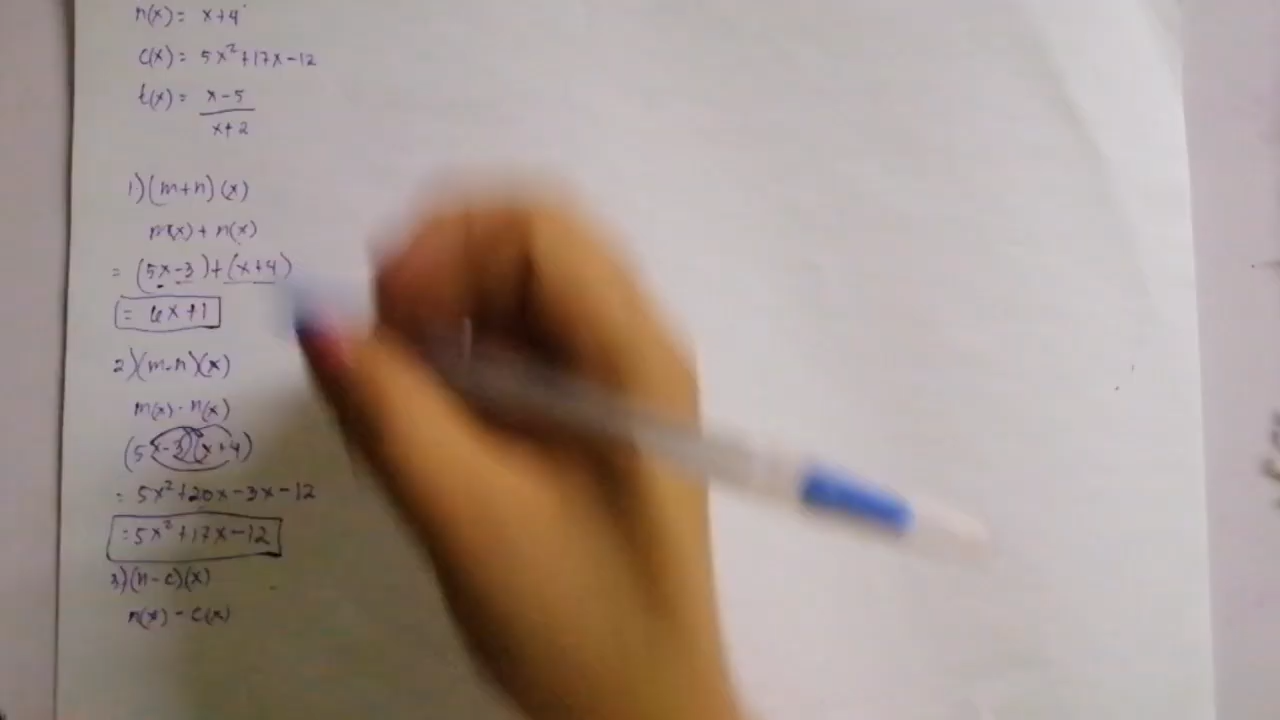 n(x) = x+4
c(x) = 5x²+17x-12
t(x) = x-5
x+2
1) (m+n)(x)
m(x) + n(x)
= (5x-3)+(x+4)
= 6x+1
2) (m-n)(x)
m(x) - n(x)
(5x-3)(x+4)
= 5x²+20x-3x-12
= 5x²+17x-12
3) (n-c)(x)
n(x) - c(x)